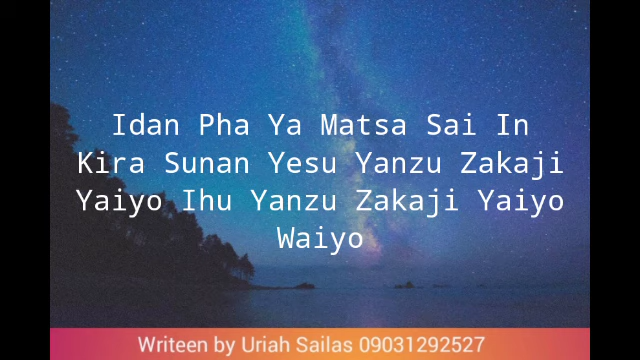 Idan Pha Ya Matsa Sai In
Kira Sunan Yesu Yanzu Zakaji
Yaiyo Ihu Yanzu Zakaji Yaiyo
Waiyo
Writeen by Uriah Sailas 09031292527